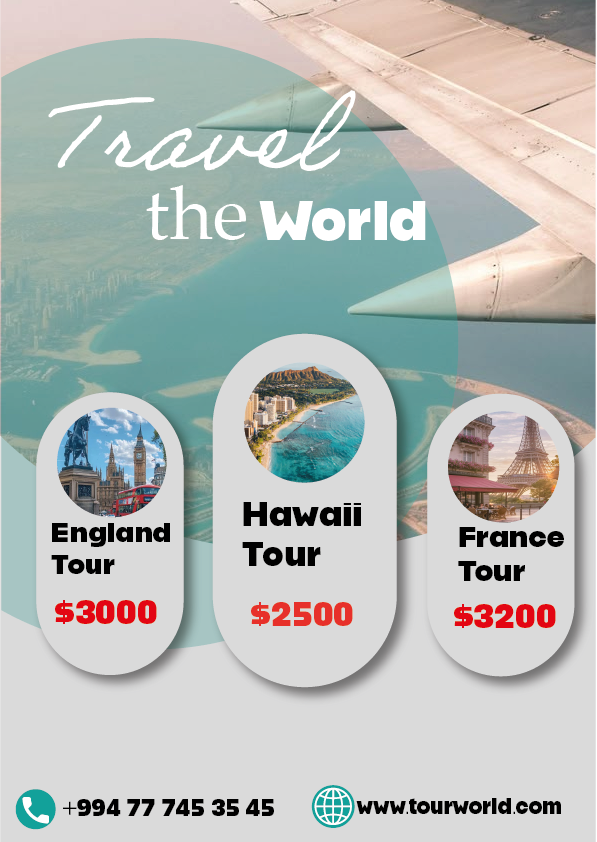 Travel
the World
England
Tour
$3000
Hawaii
Tour
$2500
France
Tour
$3200
+994 77 745 35 45
www.tourworld.com